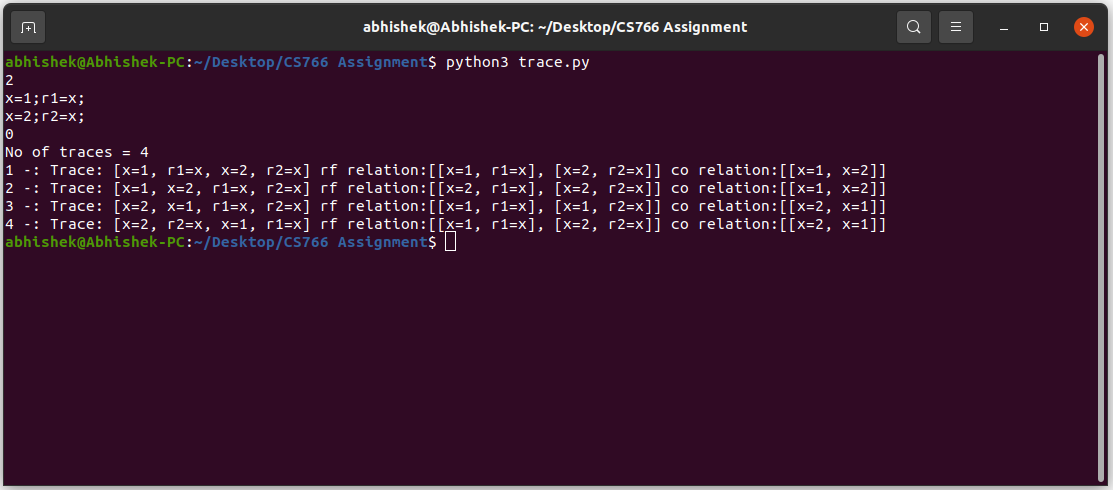 abhishek@Abhishek-PC: ~/Desktop/CS766 Assignment
abhishek@Abhishek-PC:~/Desktop/CS766 Assignment$ python3 trace.py
2
x=1;r1=x;
x=2;r2=x;
0
No of traces = 4
1 -: Trace: [x=1, r1=x, x=2, r2=x] rf relation:[[x=1, r1=x], [x=2, r2=x]] co relation:[[x=1, x=2]]
2 -: Trace: [x=1, x=2, r1=x, r2=x] rf relation:[[x=2, r1=x], [x=2, r2=x]] co relation:[[x=1, x=2]]
3 -: Trace: [x=2, x=1, r1=x, r2=x] rf relation:[[x=1, r1=x], [x=1, r2=x]] co relation:[[x=2, x=1]]
4 -: Trace: [x=2, r2=x, x=1, r1=x] rf relation:[[x=1, r1=x], [x=2, r2=x]] co relation:[[x=2, x=1]]
abhishek@Abhishek-PC:~/Desktop/CS766 Assignment$